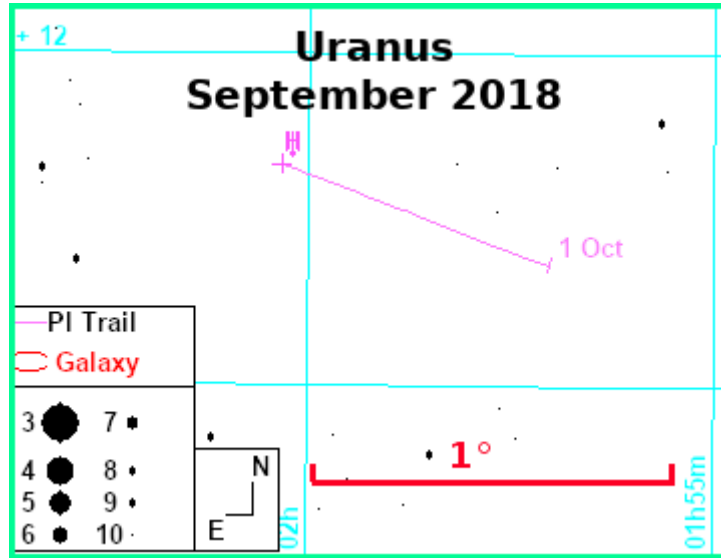 + 12
Uranus
September 2018
1 Oct
Pl Trail
Galaxy
3 7
4 8
5 9
6 10
N
E
02h
1°
01h55m